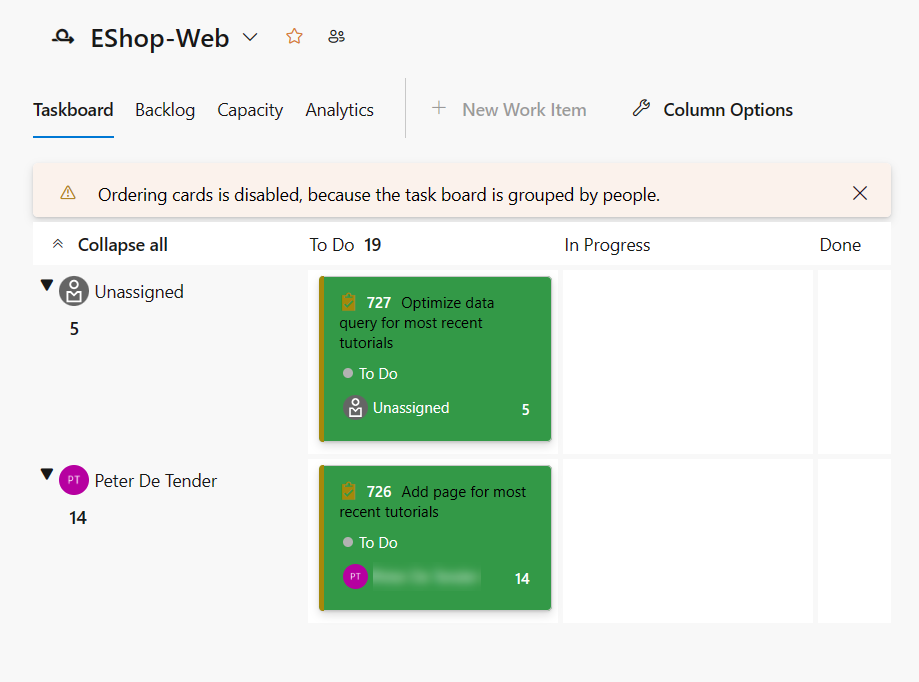 EShop-Web
Taskboard Backlog Capacity Analytics New Work Item Column Options
Ordering cards is disabled, because the task board is grouped by people.
Collapse all To Do 19 In Progress Done
Unassigned
5
727 Optimize data
query for most recent
tutorials
To Do
Unassigned 5
PT Peter De Tender
14
726 Add page for most
recent tutorials
To Do
PT 14